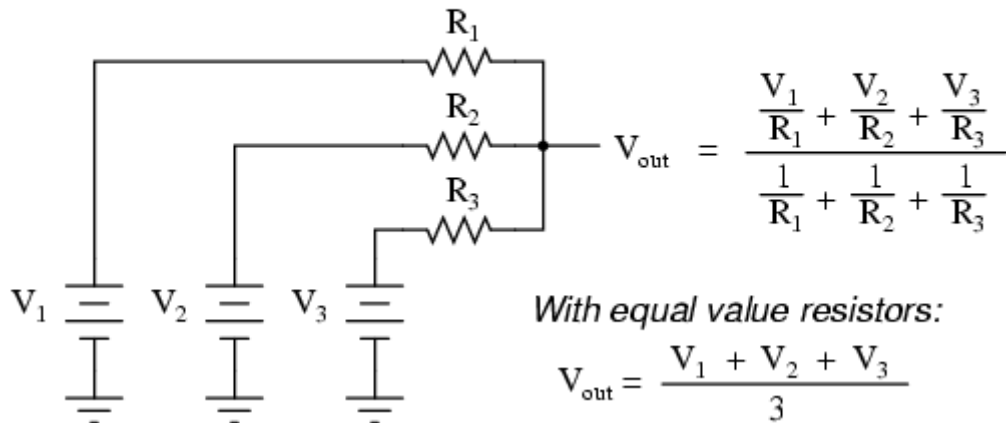 R1
R2
R3
V1 V2 V3
Vout = (V1/R1 + V2/R2 + V3/R3) / (1/R1 + 1/R2 + 1/R3)
With equal value resistors:
Vout = (V1 + V2 + V3) / 3